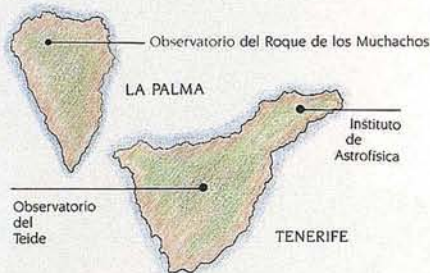 Observatorio del Roque de los Muchachos
LA PALMA
Instituto
de
Astrofísica
Observatorio
del
Teide
TENERIFE